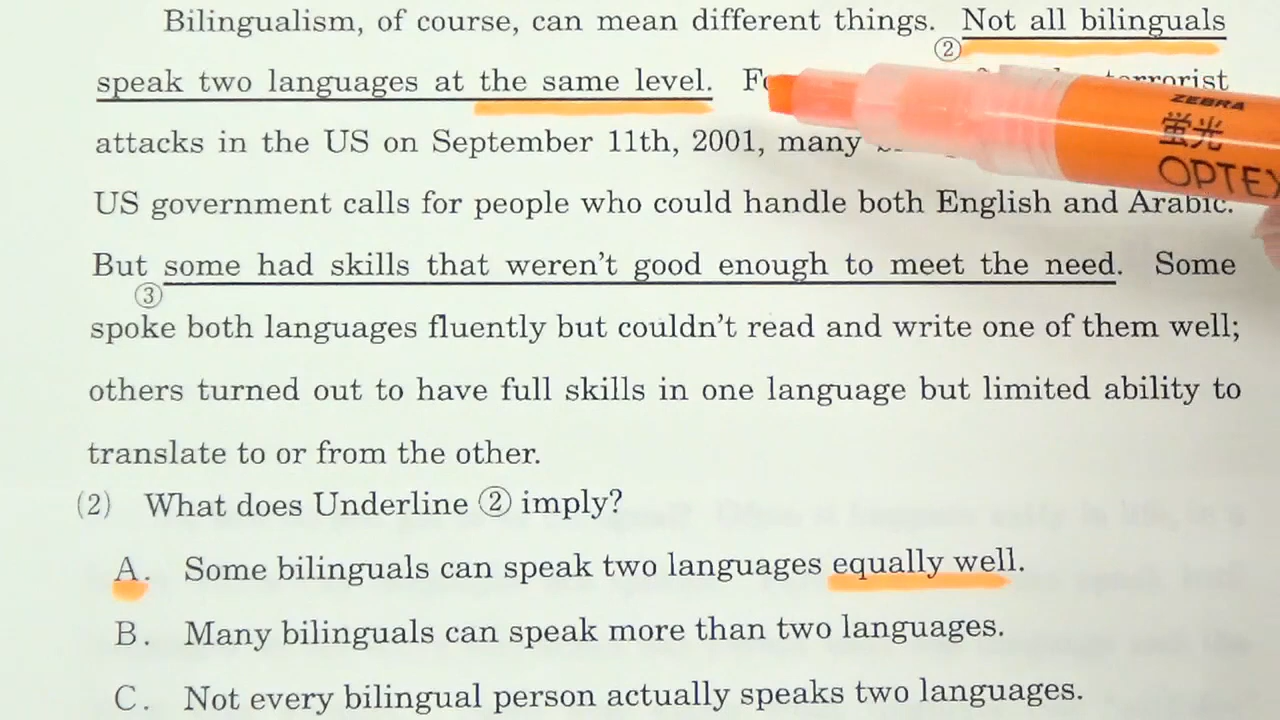 Bilingualism, of course, can mean different things. Not all bilinguals
②
speak two languages at the same level. terrorist
attacks in the US on September 11th, 2001, many
US government calls for people who could handle both English and Arabic.
But some had skills that weren't good enough to meet the need. Some
③
spoke both languages fluently but couldn't read and write one of them well;
others turned out to have full skills in one language but limited ability to
translate to or from the other.
(2) What does Underline ② imply?
A. Some bilinguals can speak two languages equally well.
B. Many bilinguals can speak more than two languages.
C. Not every bilingual person actually speaks two languages.
ZEBRA
蛍光
OPTEX